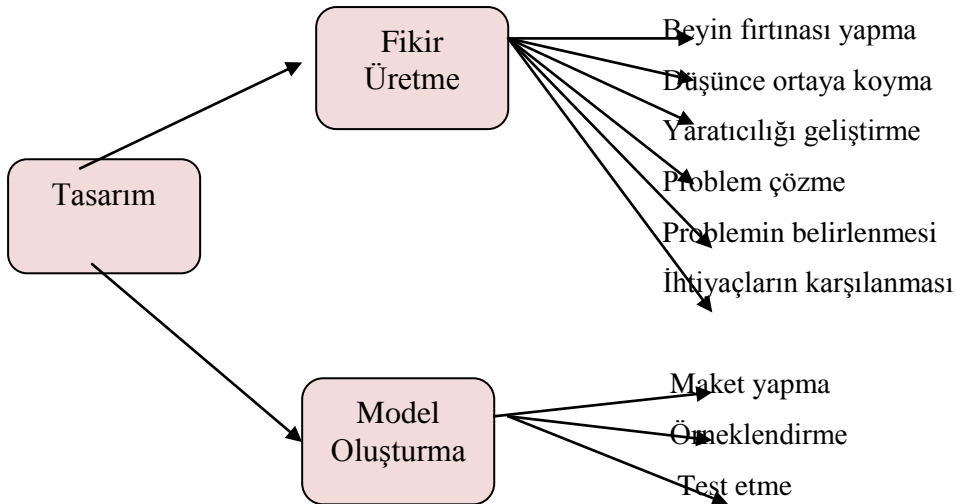 Tasarım
Fikir
Üretme
Beyin fırtınası yapma
Düşünce ortaya koyma
Yaratıcılığı geliştirme
Problem çözme
Problemin belirlenmesi
İhtiyaçların karşılanması
Model
Oluşturma
Maket yapma
Örneklendirme
Test etme